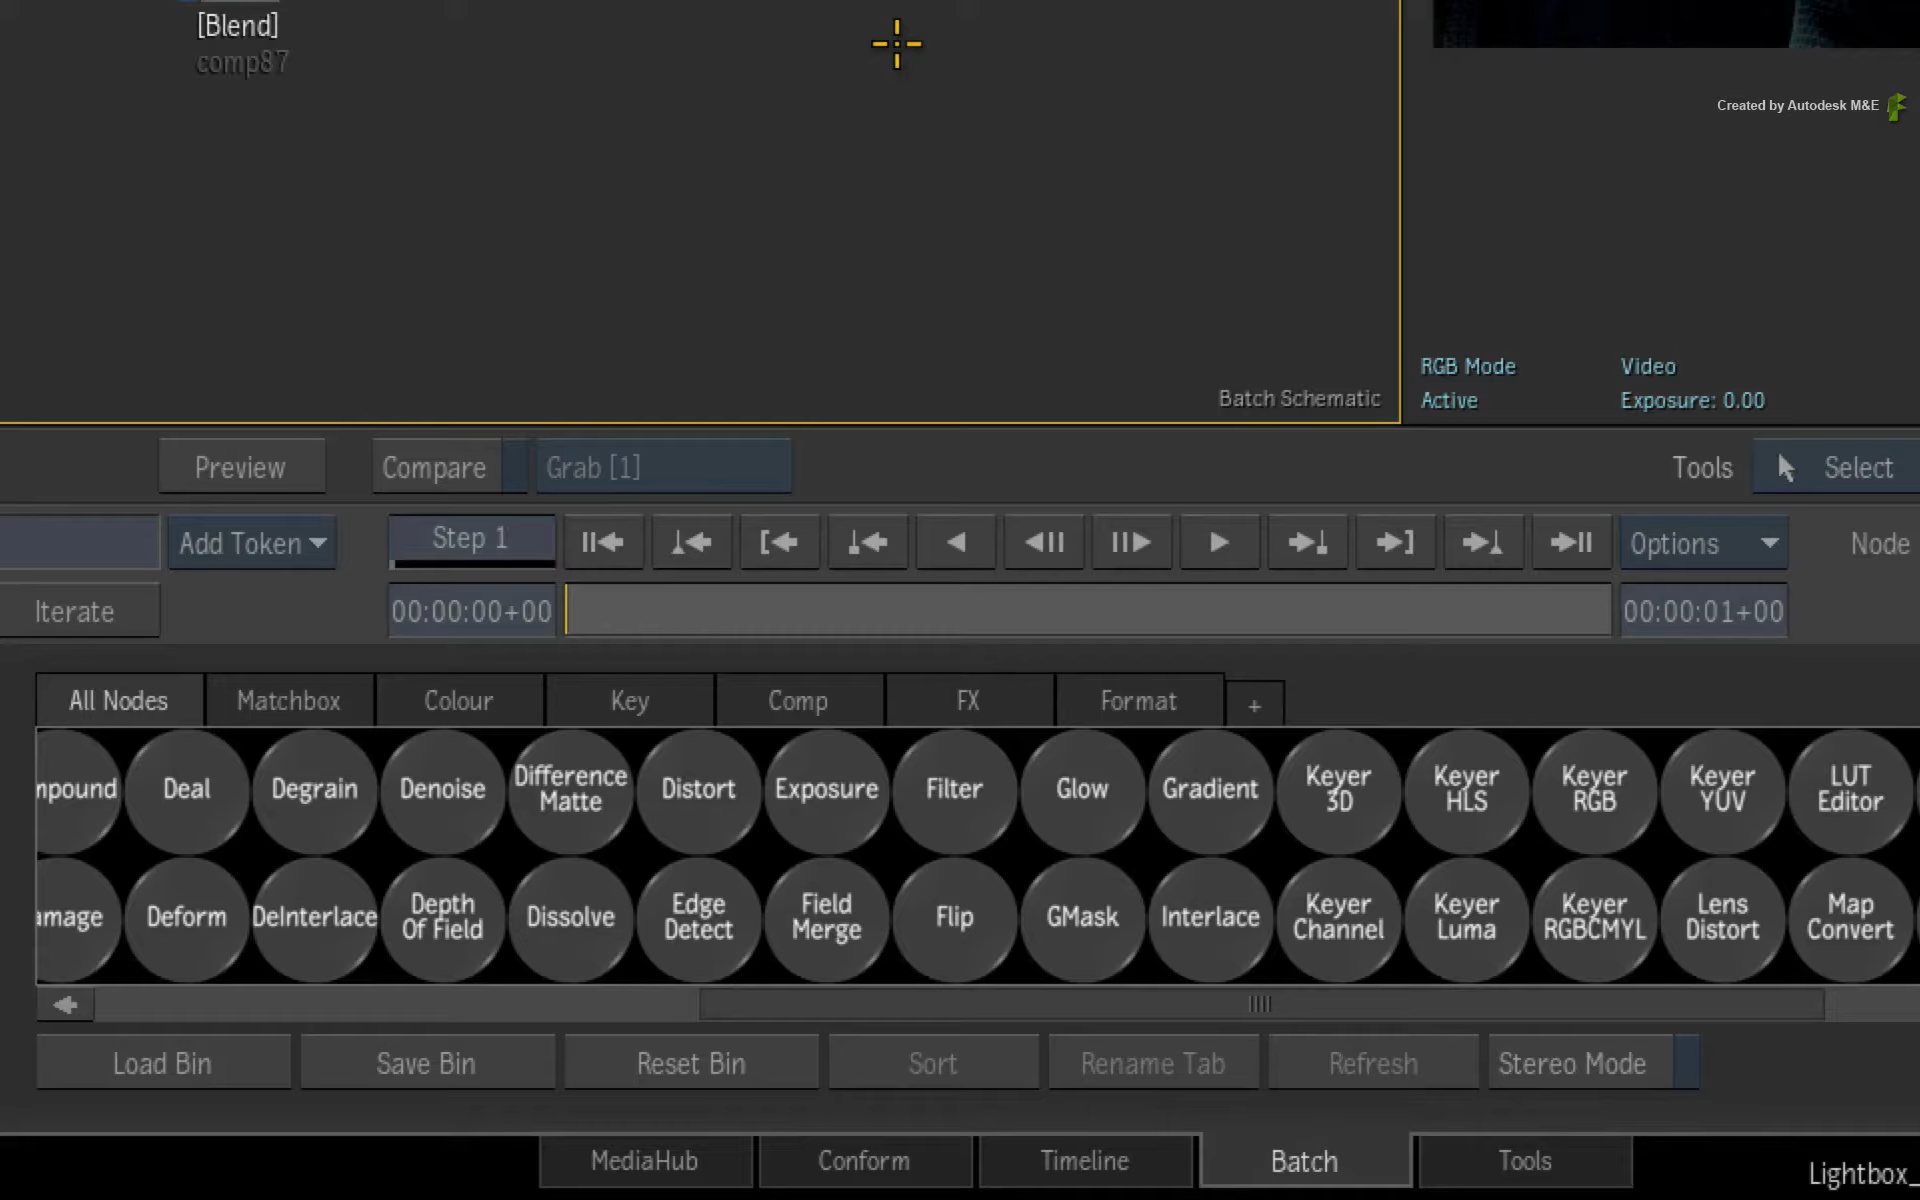 [Blend]
comp87
Created by Autodesk M&E
RGB Mode Video
Active Exposure: 0.00
Batch Schematic
Preview Compare Grab [1] Tools Select
Add Token Step 1 Options Node
Iterate 00:00:00+00 00:00:01+00
All Nodes Matchbox Colour Key Comp FX Format +
mpound Deal Degrain Denoise Difference Matte Distort Exposure Filter Glow Gradient Keyer 3D Keyer HLS Keyer RGB Keyer YUV LUT Editor
amage Deform DeInterlace Depth Of Field Dissolve Edge Detect Field Merge Flip GMask Interlace Keyer Channel Keyer Luma Keyer RGBCMYL Lens Distort Map Convert
Load Bin Save Bin Reset Bin Sort Rename Tab Refresh Stereo Mode
MediaHub Conform Timeline Batch Tools Lightbox_